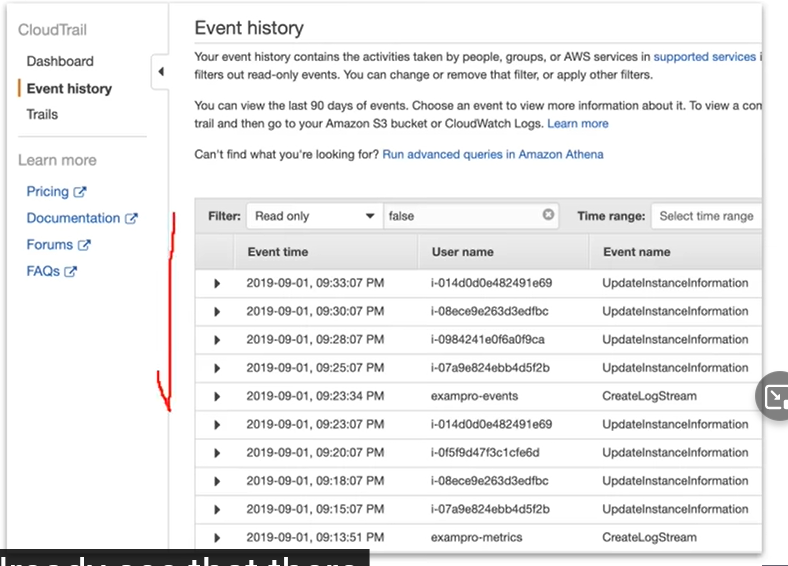 CloudTrail
Dashboard
Event history
Trails
Learn more
Pricing
Documentation
Forums
FAQs
Event history
Your event history contains the activities taken by people, groups, or AWS services in supported services
filters out read-only events. You can change or remove that filter, or apply other filters.
You can view the last 90 days of events. Choose an event to view more information about it. To view a
trail and then go to your Amazon S3 bucket or CloudWatch Logs. Learn more
Can't find what you're looking for? Run advanced queries in Amazon Athena
Filter: Read only false Time range: Select time range
Event time User name Event name
2019-09-01, 09:33:07 PM i-014d0d0e482491e69 UpdateInstanceInformation
2019-09-01, 09:30:07 PM i-08ece9e263d3edfbc UpdateInstanceInformation
2019-09-01, 09:28:07 PM i-0984241e0f6a0f9ca UpdateInstanceInformation
2019-09-01, 09:25:07 PM i-07a9e824ebb4d5f2b UpdateInstanceInformation
2019-09-01, 09:23:34 PM exampro-events CreateLogStream
2019-09-01, 09:23:07 PM i-014d0d0e482491e69 UpdateInstanceInformation
2019-09-01, 09:20:07 PM i-0f5f9d47f3c1cfe6d UpdateInstanceInformation
2019-09-01, 09:18:07 PM i-08ece9e263d3edfbc UpdateInstanceInformation
2019-09-01, 09:15:07 PM i-07a9e824ebb4d5f2b UpdateInstanceInformation
2019-09-01, 09:13:51 PM exampro-metrics CreateLogStream
see that there